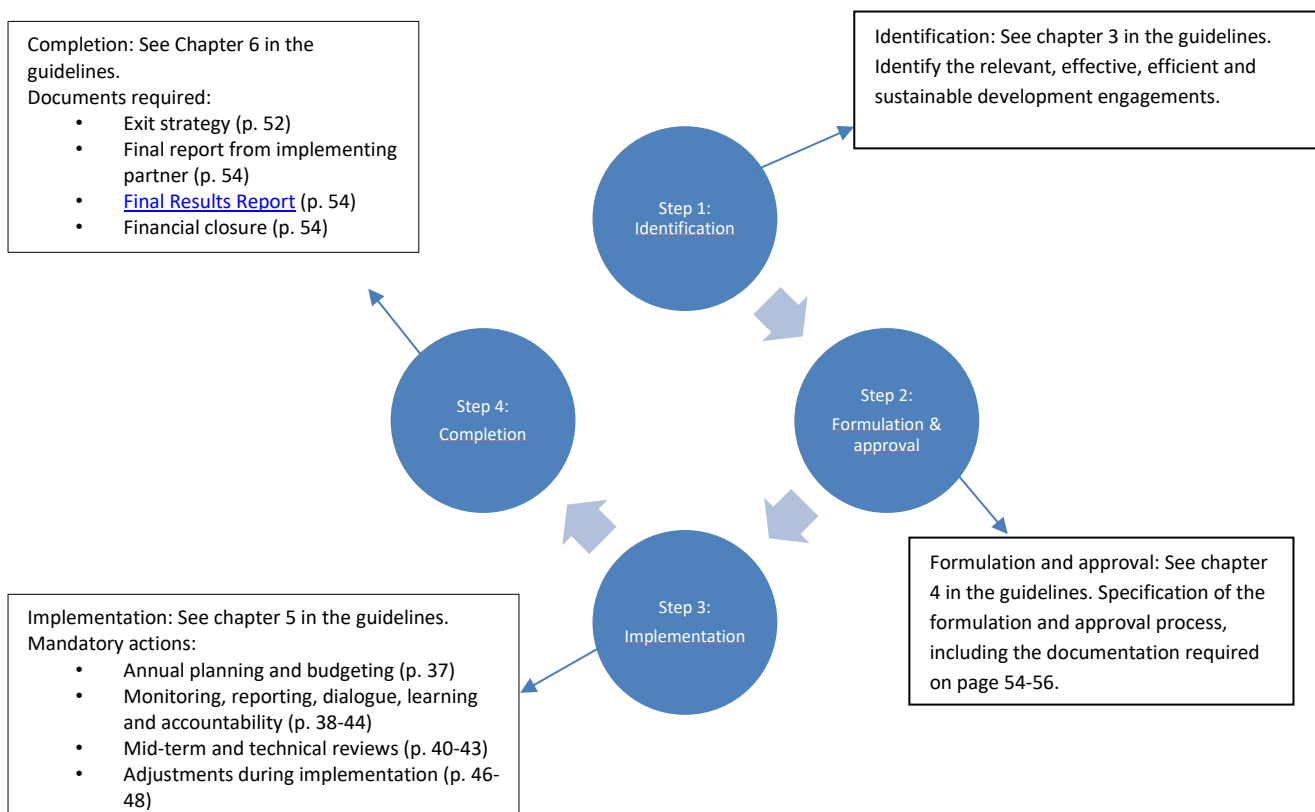 Completion: See Chapter 6 in the
guidelines.
Documents required:
• Exit strategy (p. 52)
• Final report from implementing
partner (p. 54)
• Final Results Report (p. 54)
• Financial closure (p. 54)
Identification: See chapter 3 in the guidelines.
Identify the relevant, effective, efficient and
sustainable development engagements.
Step 1:
Identification
Step 2:
Formulation &
approval
Step 4:
Completion
Step 3:
Implementation
Formulation and approval: See chapter
4 in the guidelines. Specification of the
formulation and approval process,
including the documentation required
on page 54-56.
Implementation: See chapter 5 in the guidelines.
Mandatory actions:
• Annual planning and budgeting (p. 37)
• Monitoring, reporting, dialogue, learning
and accountability (p. 38-44)
• Mid-term and technical reviews (p. 40-43)
• Adjustments during implementation (p. 46-
48)